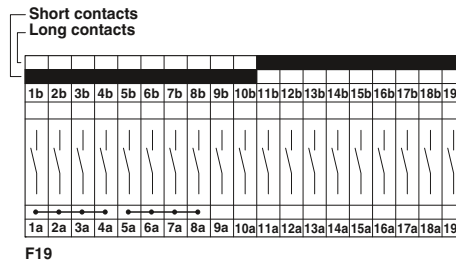 Short contacts
Long contacts
1b 2b 3b 4b 5b 6b 7b 8b 9b 10b 11b 12b 13b 14b 15b 16b 17b 18b 19
1a 2a 3a 4a 5a 6a 7a 8a 9a 10a 11a 12a 13a 14a 15a 16a 17a 18a 19
F19